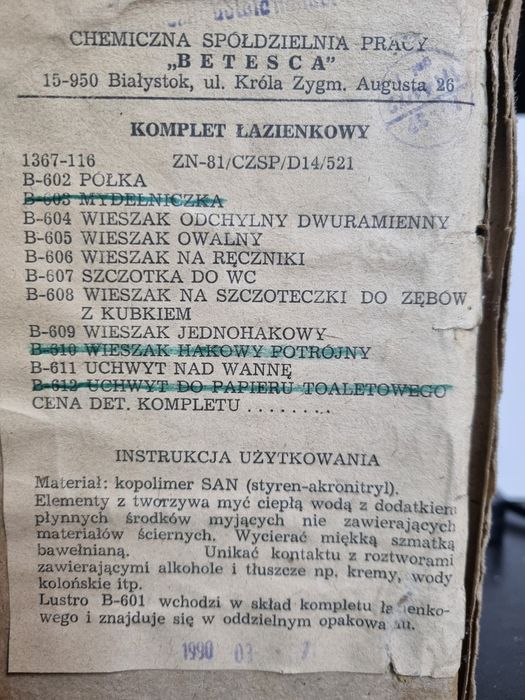 CHEMICZNA SPÓŁDZIELNIA PRACY
„BETESCA"
15-950 Białystok, ul. Króla Zygm. Augusta 26
KOMPLET ŁAZIENKOWY
1367-116 ZN-81/CZSP/D14/521
B-602 PÓŁKA
B-603 MYDELNICZKA
B-604 WIESZAK ODCHYLNY DWURAMIENNY
B-605 WIESZAK OWALNY
B-606 WIESZAK NA RĘCZNIKI
B-607 SZCZOTKA DO WC
B-608 WIESZAK NA SZCZOTECZKI DO ZĘBÓW
Z KUBKIEM
B-609 WIESZAK JEDNOHAKOWY
B-610 WIESZAK HAKOWY POTRÓJNY
B-611 UCHWYT NAD WANNĘ
B-612 UCHWYT DO PAPIERU TOALETOWEGO
CENA DET. KOMPLETU ........
INSTRUKCJA UŻYTKOWANIA
Materiał: kopolimer SAN (styren-akronitryl).
Elementy z tworzywa myć ciepłą wodą z dodatkiem
płynnych środków myjących nie zawierających
materiałów ściernych. Wycierać miękką szmatką
bawełnianą. Unikać kontaktu z roztworami
zawierającymi alkohole i tłuszcze np. kremy, wody
kolońskie itp.
Lustro B-601 wchodzi w skład kompletu łazienko-
wego i znajduje się w oddzielnym opakowaniu.
1990 03 7